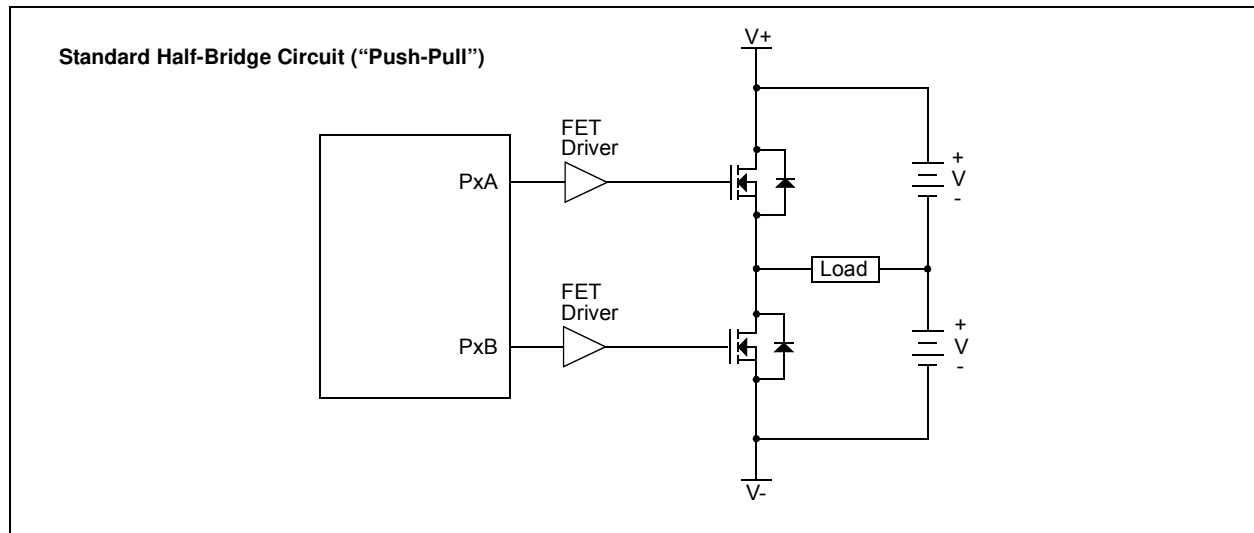 Standard Half-Bridge Circuit (“Push-Pull”)
V+
FET
Driver
PxA
+
V
-
Load
FET
Driver
PxB
+
V
-
V-